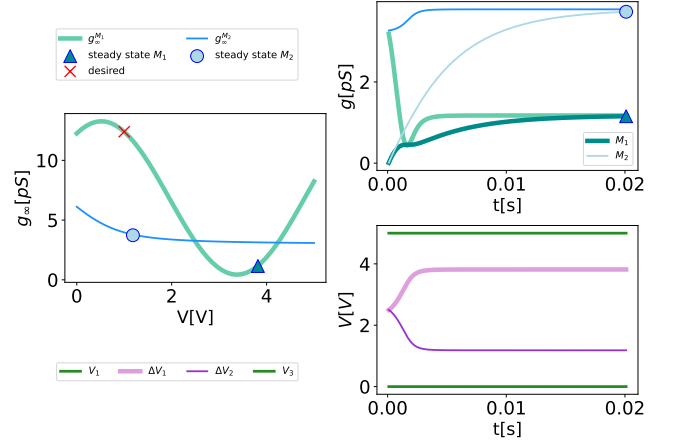 g∞^M₁ g∞^M₂
steady state M₁ steady state M₂
desired
10
5
0
0 2 4
g∞[pS]
V[V]
V₁ ΔV₁ ΔV₂ V₃
2
0
0.00 0.01 0.02
g[pS]
t[s]
M₁
M₂
4
2
0
0.00 0.01 0.02
V[V]
t[s]